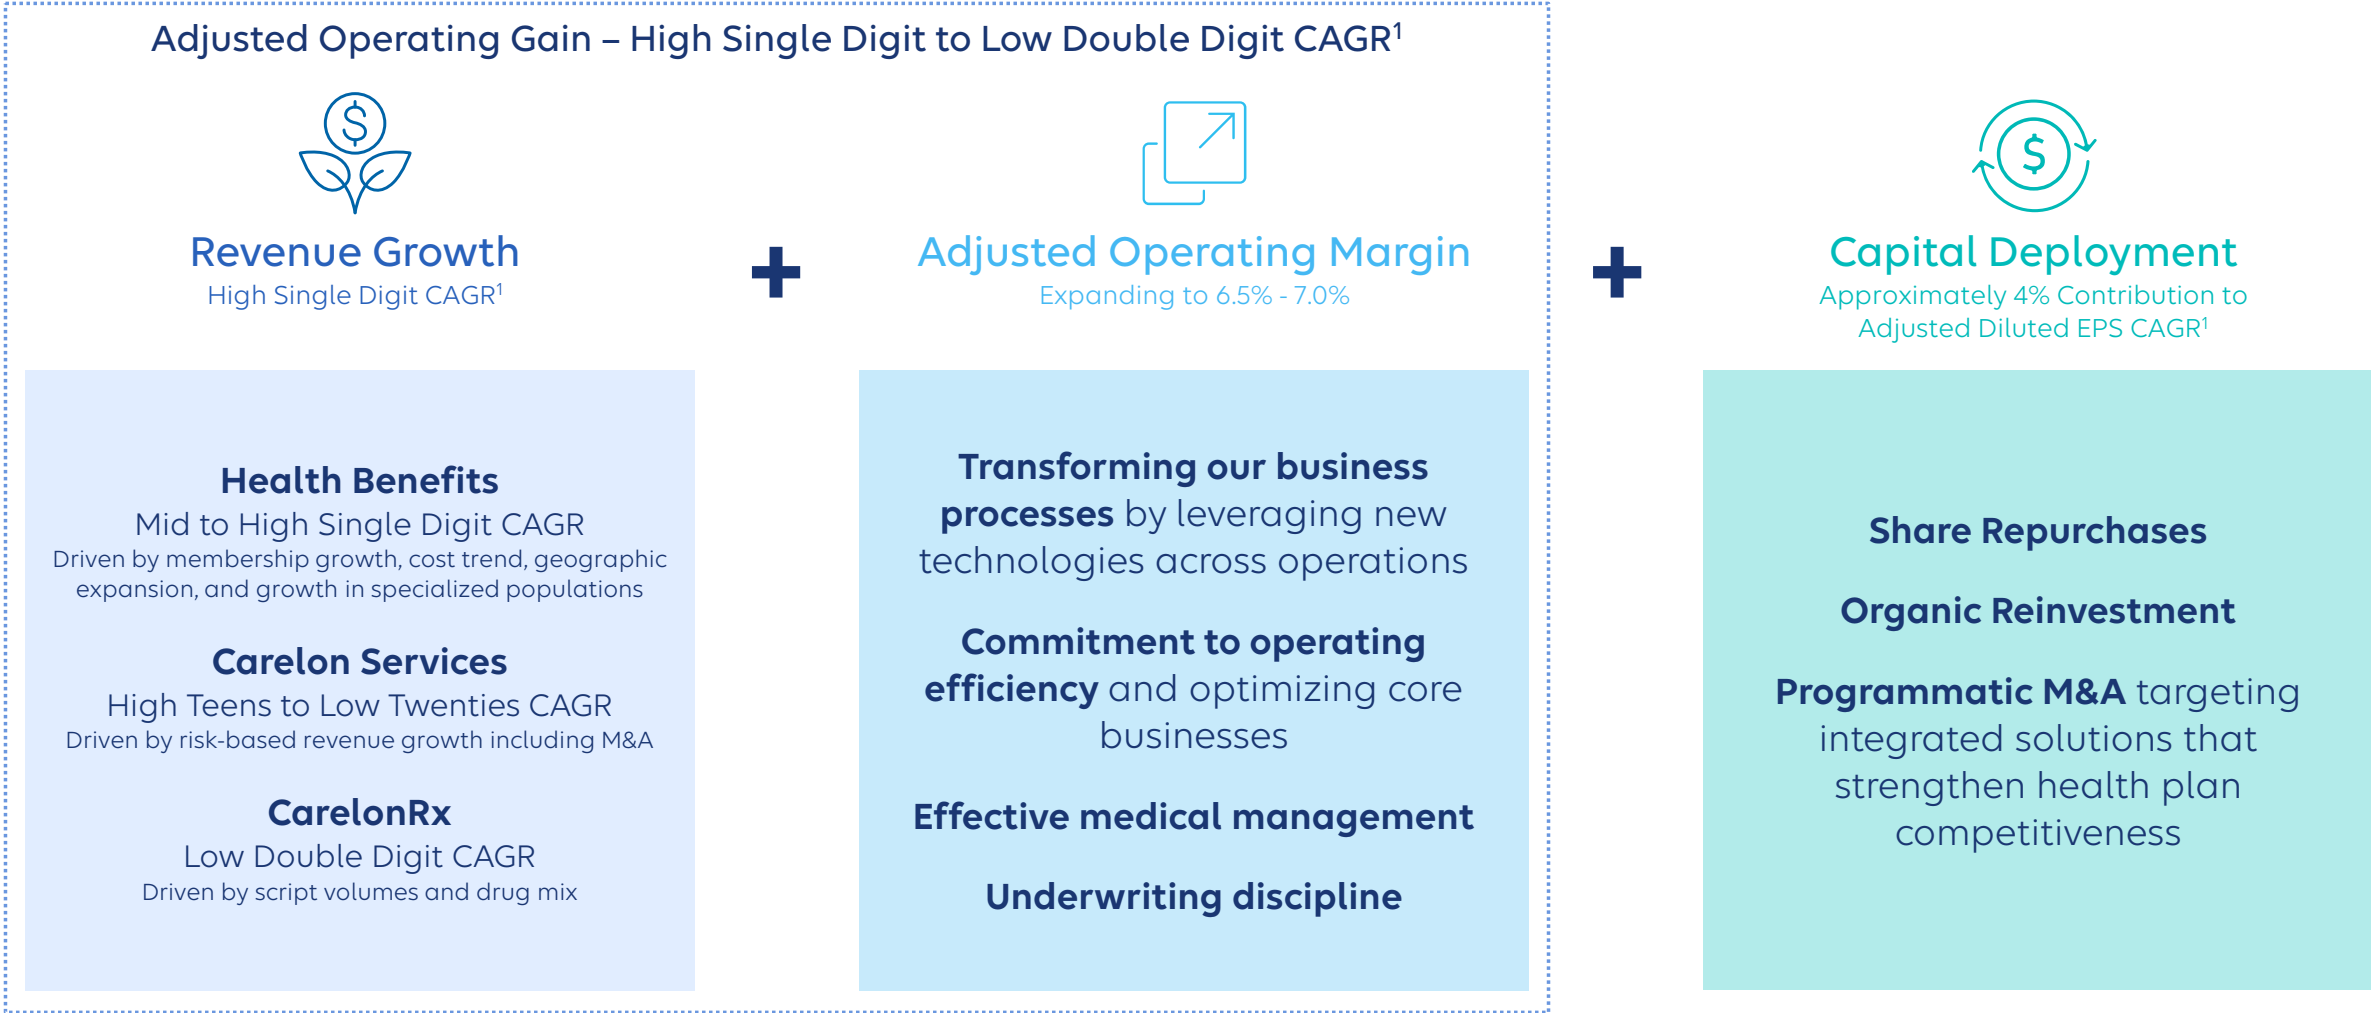 Adjusted Operating Gain – High Single Digit to Low Double Digit CAGR¹
Revenue Growth
High Single Digit CAGR¹
Health Benefits
Mid to High Single Digit CAGR
Driven by membership growth, cost trend, geographic
expansion, and growth in specialized populations
Carelon Services
High Teens to Low Twenties CAGR
Driven by risk-based revenue growth including M&A
CarelonRx
Low Double Digit CAGR
Driven by script volumes and drug mix
+
Adjusted Operating Margin
Expanding to 6.5% - 7.0%
Transforming our business
processes by leveraging new
technologies across operations
Commitment to operating
efficiency and optimizing core
businesses
Effective medical management
Underwriting discipline
+
Capital Deployment
Approximately 4% Contribution to
Adjusted Diluted EPS CAGR¹
Share Repurchases
Organic Reinvestment
Programmatic M&A targeting
integrated solutions that
strengthen health plan
competitiveness